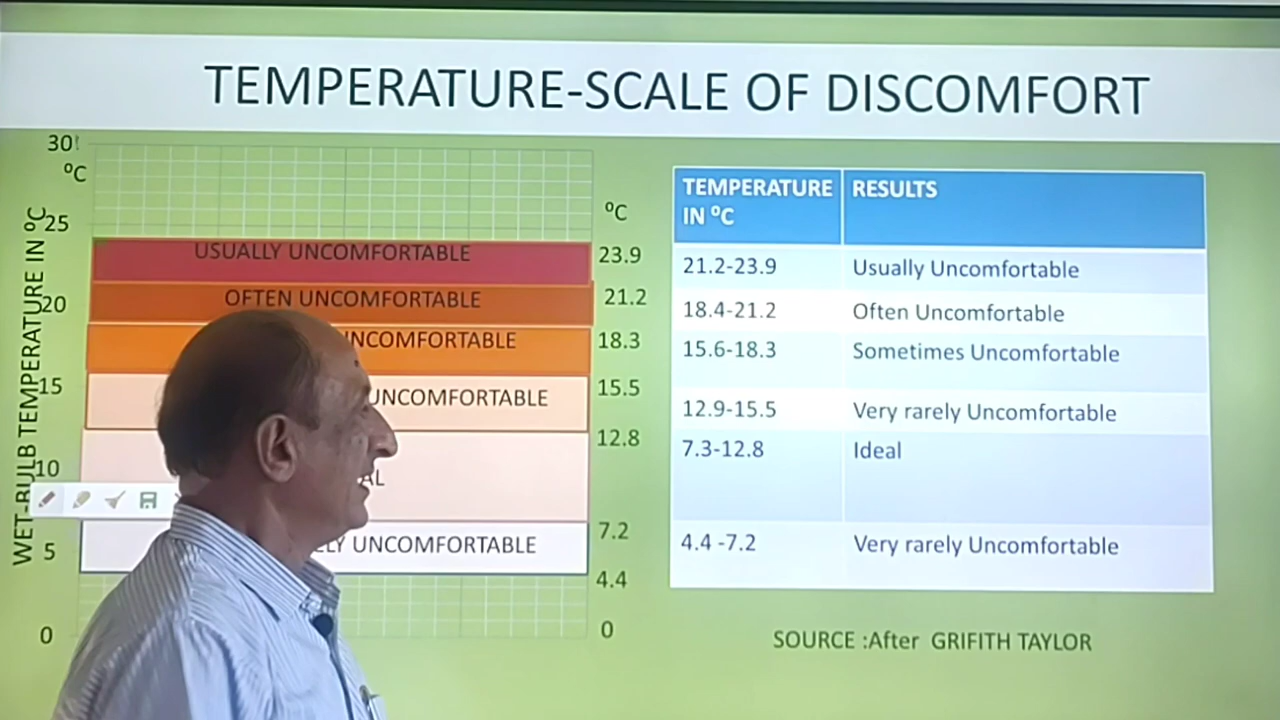 TEMPERATURE-SCALE OF DISCOMFORT
30
ºC
25
20
15
10
5
0
WET-BULB TEMPERATURE IN ºC
USUALLY UNCOMFORTABLE
OFTEN UNCOMFORTABLE
UNCOMFORTABLE
UNCOMFORTABLE
UNCOMFORTABLE
ºC
23.9
21.2
18.3
15.5
12.8
7.2
4.4
0
TEMPERATURE IN ºC RESULTS
21.2-23.9 Usually Uncomfortable
18.4-21.2 Often Uncomfortable
15.6-18.3 Sometimes Uncomfortable
12.9-15.5 Very rarely Uncomfortable
7.3-12.8 Ideal
4.4 -7.2 Very rarely Uncomfortable
SOURCE :After GRIFITH TAYLOR